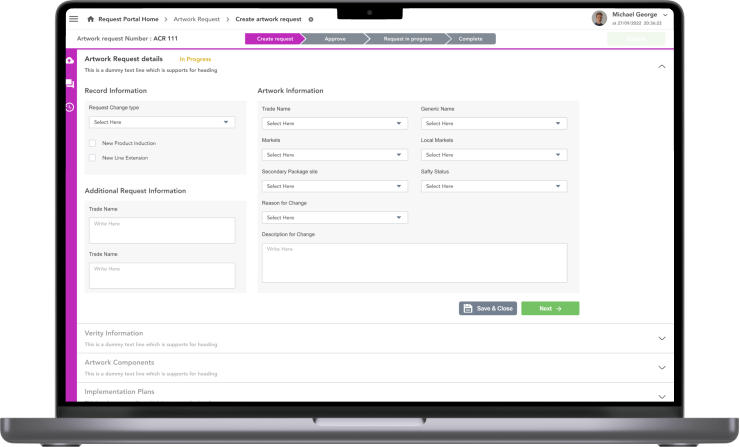 Request Portal Home > Artwork Request > Create artwork request
Michael George
at 27/09/2022 20:36:23
Artwork request Number : ACR 111
Create request
Approve
Request in progress
Complete
Artwork Request details
In Progress
This is a dummy text line which is supports for heading
Record Information
Request Change type
Select Here
New Product Induction
New Line Extension
Additional Request Information
Trade Name
Write Here
Trade Name
Write Here
Artwork Information
Trade Name
Generic Name
Select Here
Select Here
Markets
Local Markets
Select Here
Select Here
Secondary Package site
Safty Status
Select Here
Select Here
Reason for Change
Select Here
Description for Change
Write Here
Save & Close
Next
Verity Information
This is a dummy text line which is supports for heading
Artwork Components
This is a dummy text line which is supports for heading
Implementation Plans